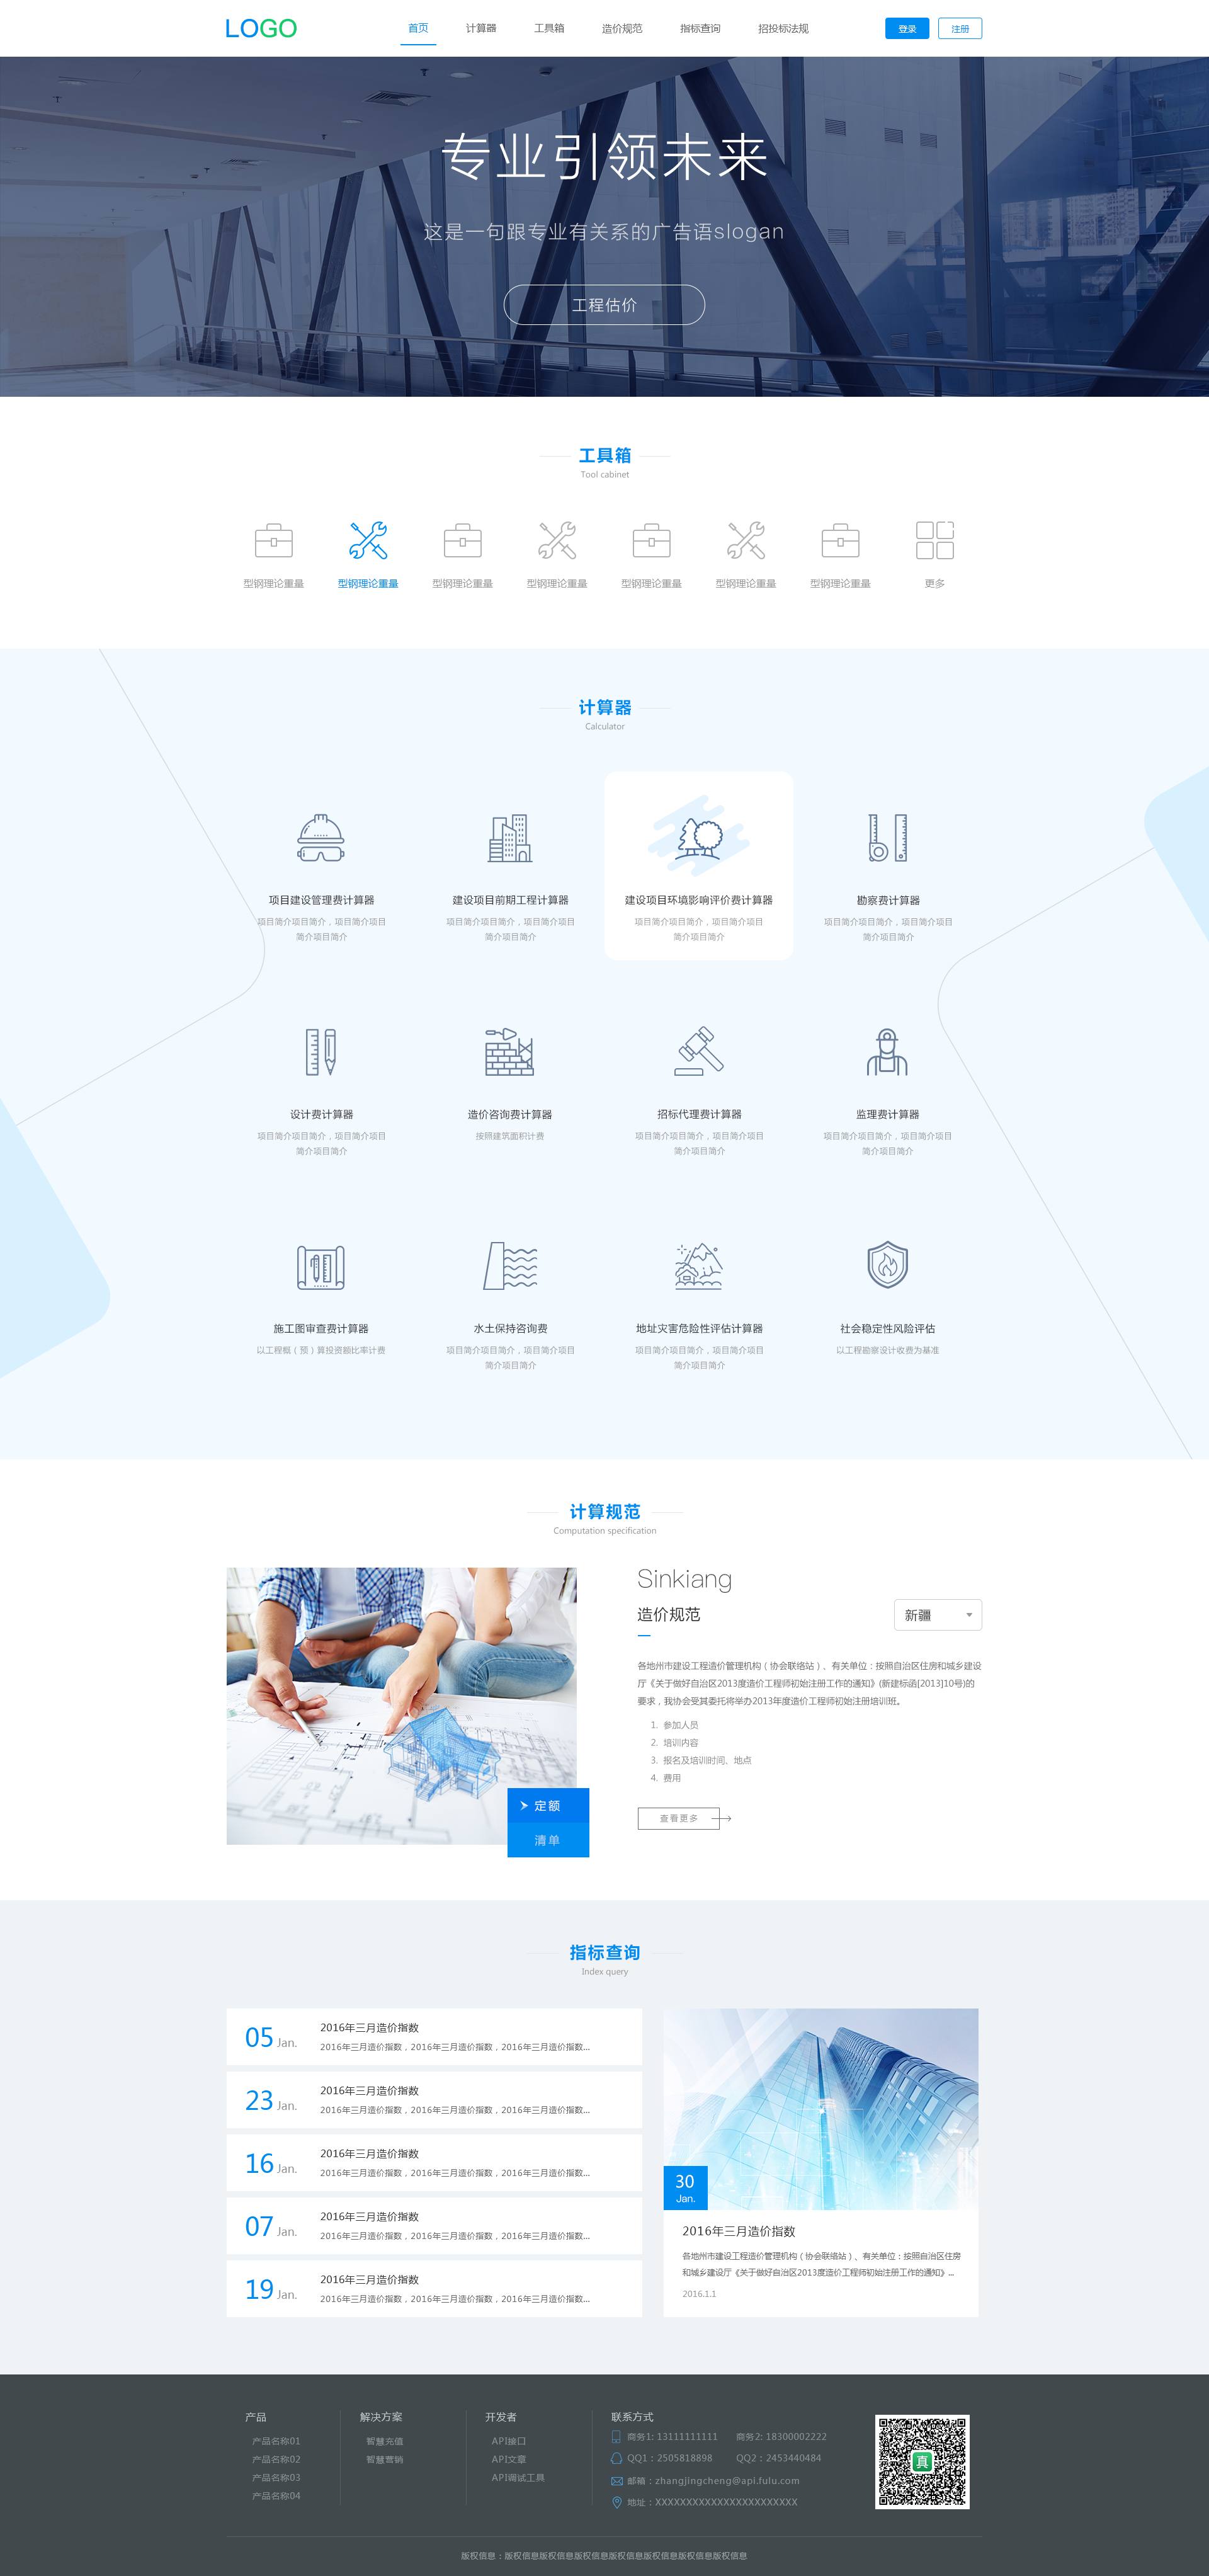 LOGO
首页 计算器 工具箱 造价规范 指标查询 招投标法规 登录 注册
专业引领未来
这是一句跟专业有关系的广告语slogan
工程估价
工具箱
Tool cabinet
型钢理论重量 型钢理论重量 型钢理论重量 型钢理论重量 型钢理论重量 型钢理论重量 型钢理论重量 更多
计算器
Calculator
项目建设管理费计算器
项目简介项目简介，项目简介项目
简介项目简介
建设项目前期工程计算器
项目简介项目简介，项目简介项目
简介项目简介
建设项目环境影响评价费计算器
项目简介项目简介，项目简介项目
简介项目简介
勘察费计算器
项目简介项目简介，项目简介项目
简介项目简介
设计费计算器
项目简介项目简介，项目简介项目
简介项目简介
造价咨询费计算器
按照建筑面积计费
招标代理费计算器
项目简介项目简介，项目简介项目
简介项目简介
监理费计算器
项目简介项目简介，项目简介项目
简介项目简介
施工图审查费计算器
以工程概（预）算投资额比率计费
水土保持咨询费
项目简介项目简介，项目简介项目
简介项目简介
地址灾害危险性评估计算器
项目简介项目简介，项目简介项目
简介项目简介
社会稳定性风险评估
以工程勘察设计收费为基准
计算规范
Computation specification
定额
清单
Sinkiang
造价规范
新疆
各地州市建设工程造价管理机构（协会联络站）、有关单位：按照自治区住房和城乡建设
厅《关于做好自治区2013度造价工程师初始注册工作的通知》(新建标函[2013]10号)的
要求，我协会受其委托将举办2013年度造价工程师初始注册培训班。
1. 参加人员
2. 培训内容
3. 报名及培训时间、地点
4. 费用
查看更多
指标查询
Index query
05 Jan.
2016年三月造价指数
2016年三月造价指数，2016年三月造价指数，2016年三月造价指数...
23 Jan.
2016年三月造价指数
2016年三月造价指数，2016年三月造价指数，2016年三月造价指数...
16 Jan.
2016年三月造价指数
2016年三月造价指数，2016年三月造价指数，2016年三月造价指数...
07 Jan.
2016年三月造价指数
2016年三月造价指数，2016年三月造价指数，2016年三月造价指数...
19 Jan.
2016年三月造价指数
2016年三月造价指数，2016年三月造价指数，2016年三月造价指数...
30
Jan.
2016年三月造价指数
各地州市建设工程造价管理机构（协会联络站）、有关单位：按照自治区住房
和城乡建设厅《关于做好自治区2013度造价工程师初始注册工作的通知》...
2016.1.1
产品
产品名称01
产品名称02
产品名称03
产品名称04
解决方案
智慧充值
智慧营销
开发者
API接口
API文章
API调试工具
联系方式
商务1: 13111111111 商务2: 18300002222
QQ1：2505818898 QQ2：2453440484
邮箱：zhangjingcheng@api.fulu.com
地址：XXXXXXXXXXXXXXXXXXXXXXX
真
版权信息：版权信息版权信息版权信息版权信息版权信息版权信息版权信息